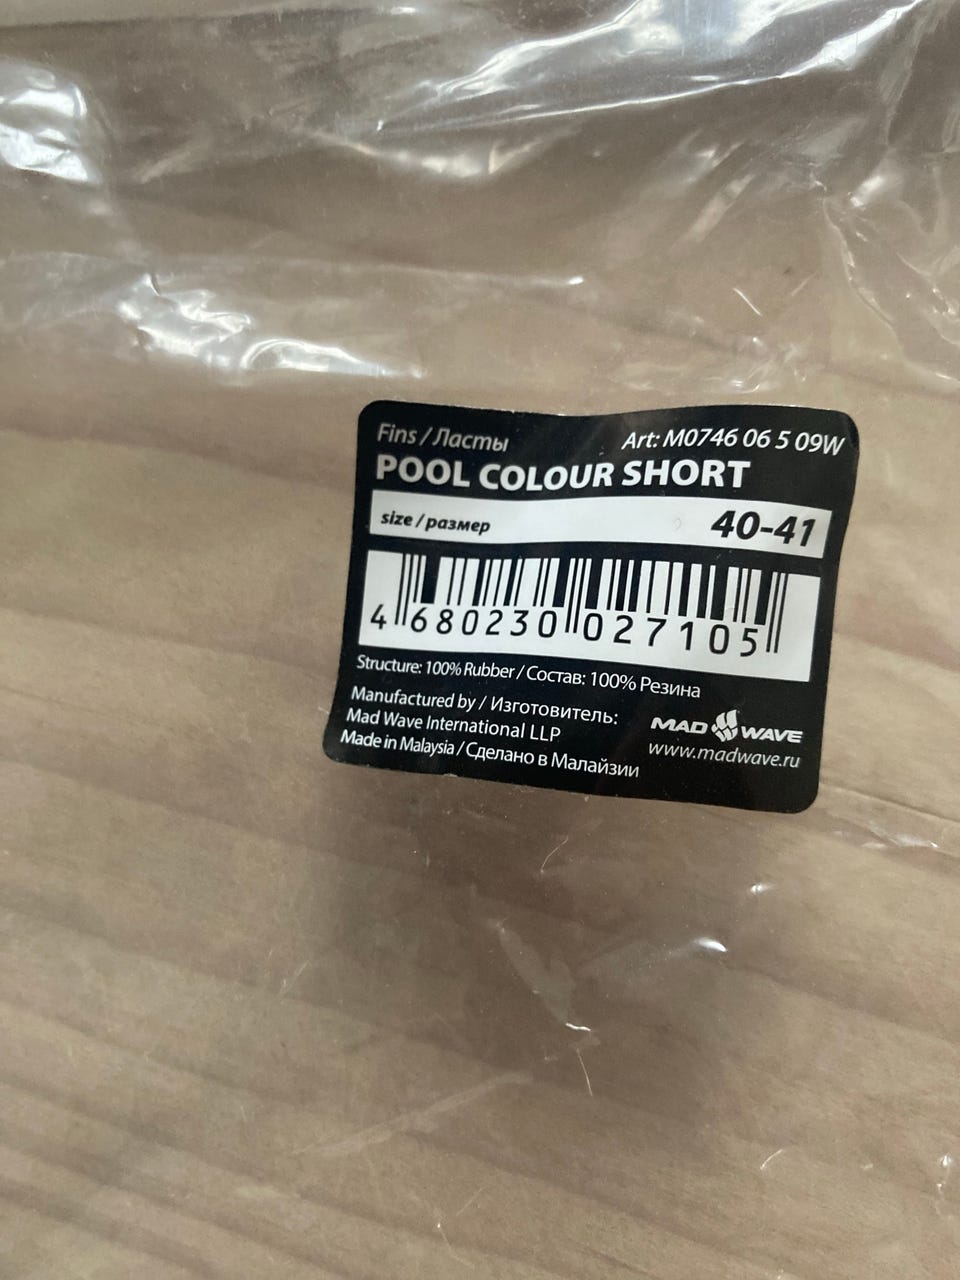 Fins / Ласты Art: M0746 06 5 09W
POOL COLOUR SHORT
size / размер 40-41
4 680230 027105
Structure: 100% Rubber / Состав: 100% Резина
Manufactured by / Изготовитель:
Mad Wave International LLP
Made in Malaysia / Сделано в Малайзии
MAD WAVE
www.madwave.ru